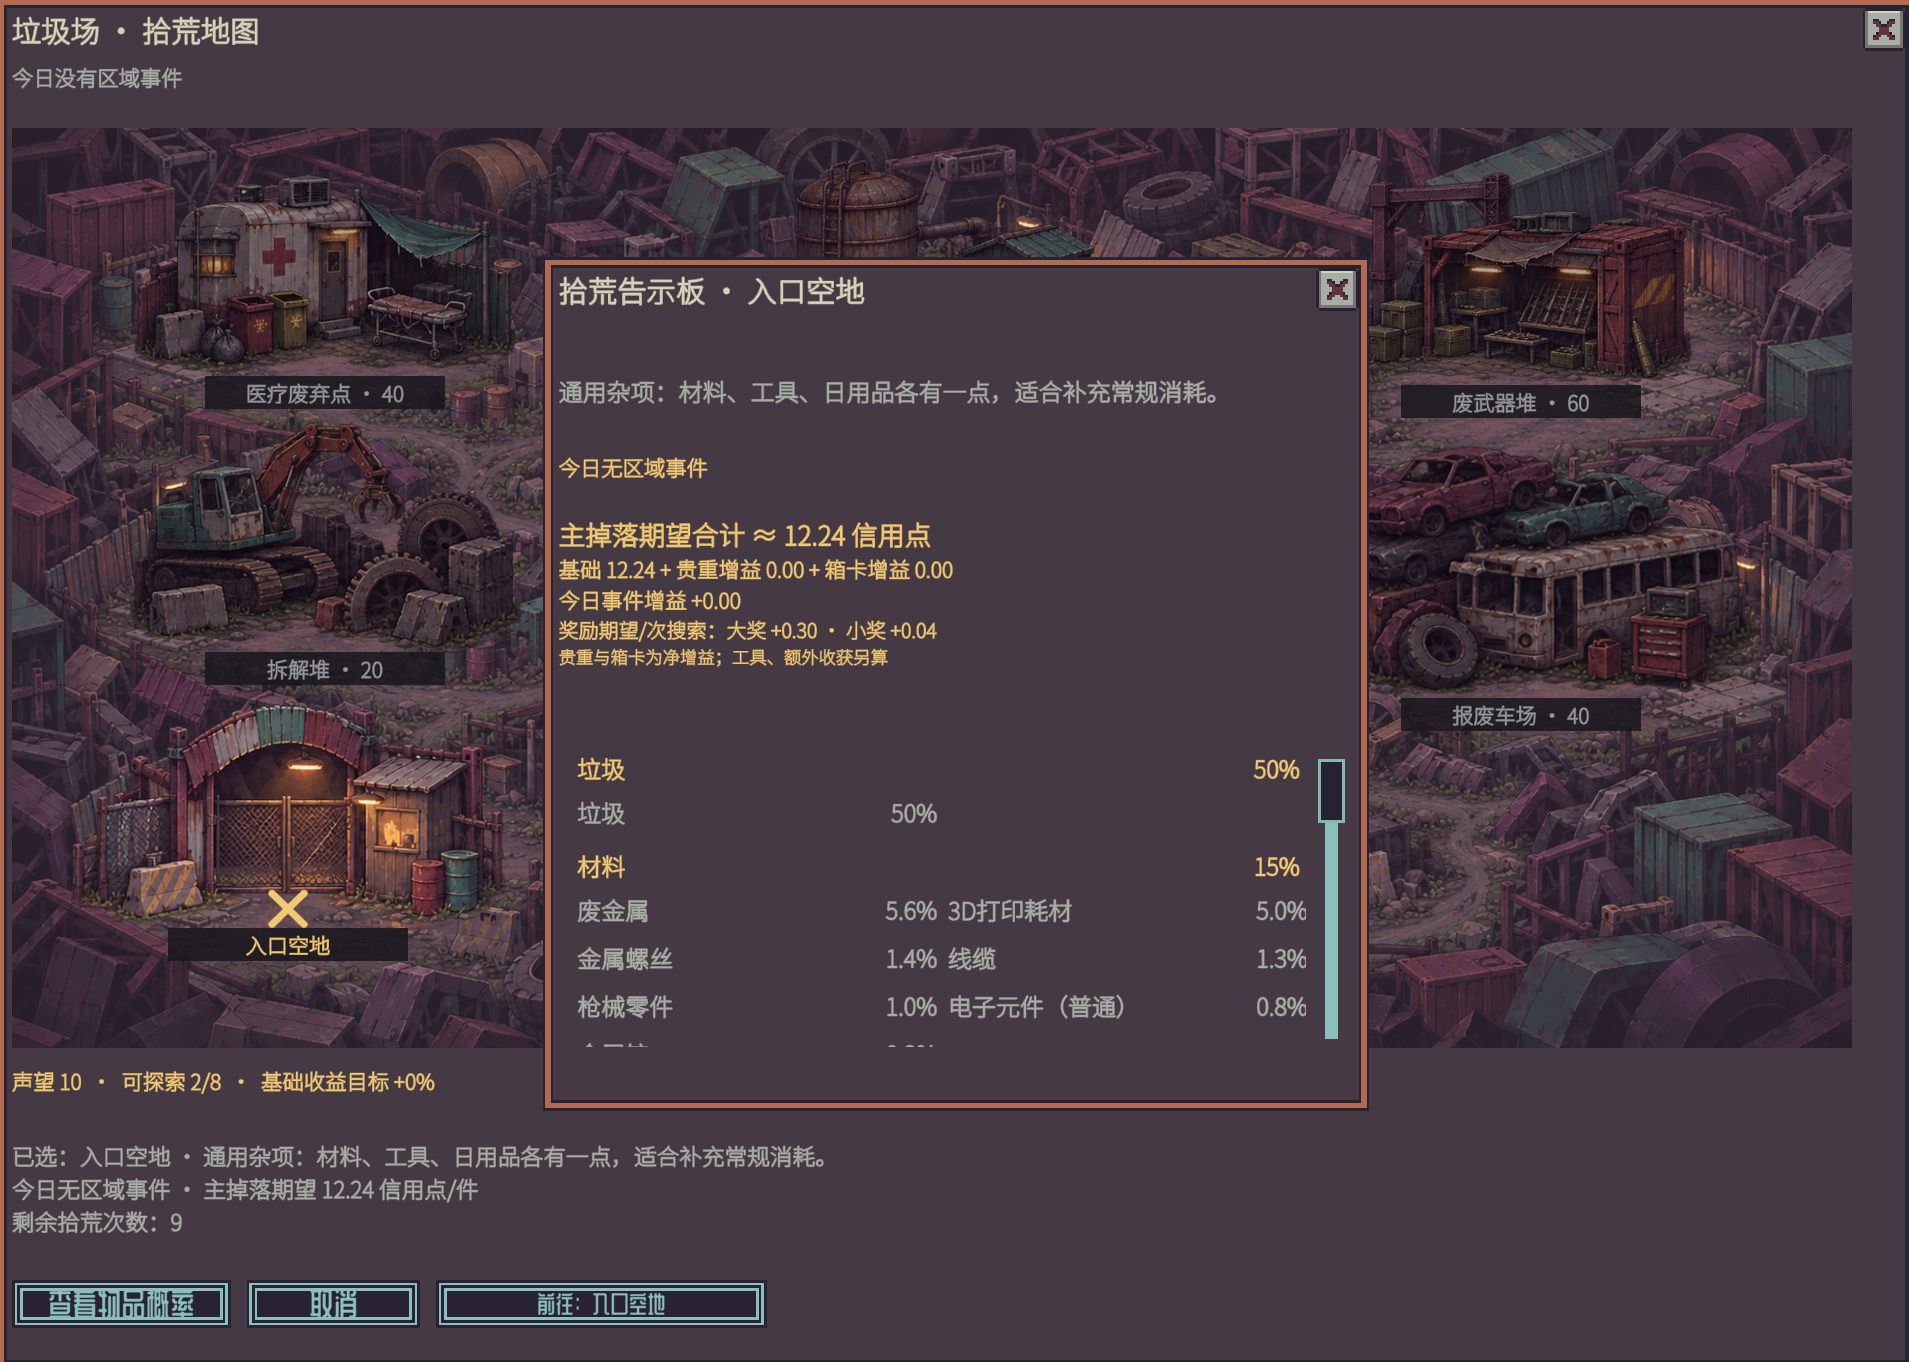 垃圾场 · 拾荒地图
今日没有区域事件
医疗废弃点 · 40
废武器堆 · 60
拆解堆 · 20
报废车场 · 40
入口空地
拾荒告示板 · 入口空地
通用杂项：材料、工具、日用品各有一点，适合补充常规消耗。
今日无区域事件
主掉落期望合计 ≈ 12.24 信用点
基础 12.24 + 贵重增益 0.00 + 箱卡增益 0.00
今日事件增益 +0.00
奖励期望/次搜索：大奖 +0.30 · 小奖 +0.04
贵重与箱卡为净增益；工具、额外收获另算
垃圾 50%
垃圾 50%
材料 15%
废金属 5.6% 3D打印耗材 5.0%
金属螺丝 1.4% 线缆 1.3%
枪械零件 1.0% 电子元件（普通） 0.8%
声望 10 · 可探索 2/8 · 基础收益目标 +0%
已选：入口空地 · 通用杂项：材料、工具、日用品各有一点，适合补充常规消耗。
今日无区域事件 · 主掉落期望 12.24 信用点/件
剩余拾荒次数：9
查看物品概率 取消 前往：入口空地